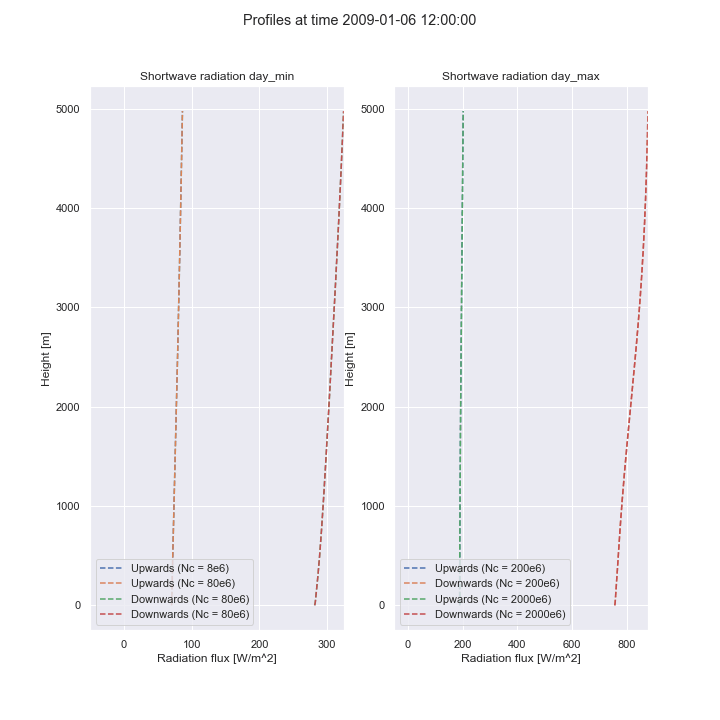 Profiles at time 2009-01-06 12:00:00
Shortwave radiation day_min
5000
4000
3000
2000
1000
0
Height [m]
Upwards (Nc = 8e6)
Upwards (Nc = 80e6)
Downwards (Nc = 80e6)
Downwards (Nc = 80e6)
0
100
200
300
Radiation flux [W/m^2]
Shortwave radiation day_max
5000
4000
3000
2000
1000
0
Height [m]
Upwards (Nc = 200e6)
Downwards (Nc = 200e6)
Upwards (Nc = 2000e6)
Downwards (Nc = 2000e6)
0
200
400
600
800
Radiation flux [W/m^2]